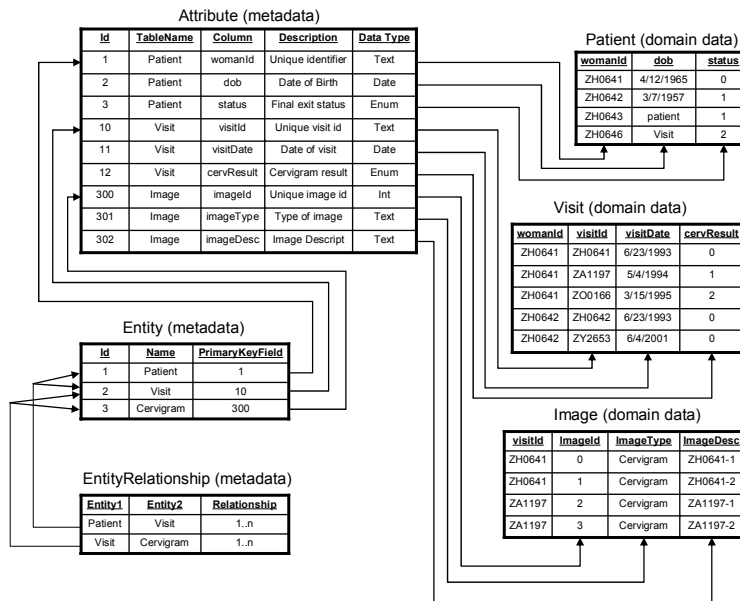 Attribute (metadata)
Id TableName Column Description Data Type
1 Patient womanId Unique identifier Text
2 Patient dob Date of Birth Date
3 Patient status Final exit status Enum
10 Visit visitId Unique visit id Text
11 Visit visitDate Date of visit Date
12 Visit cervResult Cervigram result Enum
300 Image imageId Unique image id Int
301 Image imageType Type of image Text
302 Image imageDesc Image Descript Text
Patient (domain data)
womanId dob status
ZH0641 4/12/1965 0
ZH0642 3/7/1957 1
ZH0643 patient 1
ZH0646 Visit 2
Visit (domain data)
womanId visitId visitDate cervResult
ZH0641 ZH0641 6/23/1993 0
ZH0641 ZA1197 5/4/1994 1
ZH0641 ZO0166 3/15/1995 2
ZH0642 ZH0642 6/23/1993 0
ZH0642 ZY2653 6/4/2001 0
Entity (metadata)
Id Name PrimaryKeyField
1 Patient 1
2 Visit 10
3 Cervigram 300
Image (domain data)
visitId ImageId ImageType ImageDesc
ZH0641 0 Cervigram ZH0641-1
ZH0641 1 Cervigram ZH0641-2
ZA1197 2 Cervigram ZA1197-1
ZA1197 3 Cervigram ZA1197-2
EntityRelationship (metadata)
Entity1 Entity2 Relationship
Patient Visit 1..n
Visit Cervigram 1..n